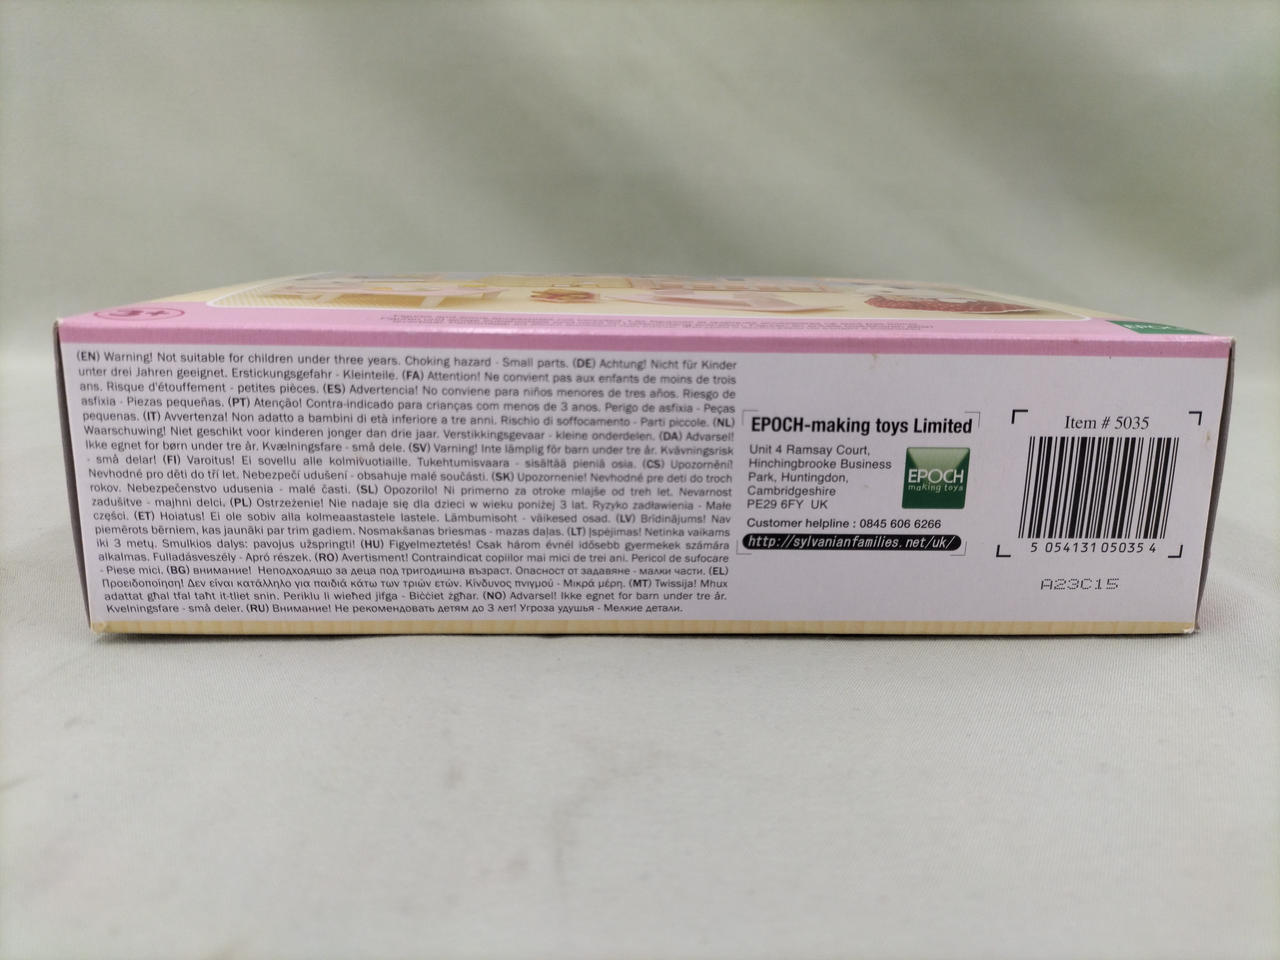 3+
EPOCH
(EN) Warning! Not suitable for children under three years. Choking hazard - Small parts. (DE) Achtung! Nicht für Kinder
unter drei Jahren geeignet. Erstickungsgefahr - Kleinteile. (FA) Attention! Ne convient pas aux enfants de moins de trois
ans. Risque d'étouffement - petites pièces. (ES) Advertencia! No conviene para niños menores de tres años. Riesgo de
asfixia - Piezas pequeñas. (PT) Atenção! Contra-indicado para crianças com menos de 3 anos. Perigo de asfixia - Peças
pequenas. (IT) Avvertenza! Non adatto a bambini di età inferiore a tre anni. Rischio di soffocamento - Parti piccole. (NL)
Waarschuwing! Niet geschikt voor kinderen jonger dan drie jaar. Verstikkingsgevaar - kleine onderdelen. (DA) Advarsel!
Ikke egnet for børn under tre år. Kvælningsfare - små dele. (SV) Varning! Inte lämplig för barn under tre år. Kvävningsrisk
- små delar! (FI) Varoitus! Ei sovellu alle kolmivuotiaille. Tukehtumisvaara - sisältää pieniä osia. (CS) Upozornění!
Nevhodné pro děti do tří let. Nebezpečí udušení - obsahuje malé součásti. (SK) Upozornenie! Nevhodné pre deti do troch
rokov. Nebezpečenstvo udusenia - malé časti. (SL) Opozorilo! Ni primerno za otroke mlajše od treh let. Nevarnost
zadušitve - majhni delci. (PL) Ostrzeżenie! Nie nadaje się dla dzieci w wieku poniżej 3 lat. Ryzyko zadławienia - Małe
części. (ET) Hoiatus! Ei ole sobiv alla kolmeaastastele lastele. Lämbumisoht - väikesed osad. (LV) Brīdinājums! Nav
piemērots bērniem, kas jaunāki par trim gadiem. Nosmakšanas briesmas - mazas daļas. (LT) Įspėjimas! Netinka vaikams
iki 3 metų. Smulkios dalys: pavojus užspringti! (HU) Figyelmeztetés! Csak három évnél idősebb gyermekek számára
alkalmas. Fulladásveszély - Apró részek. (RO) Avertisment! Contraindicat copiilor mai mici de trei ani. Pericol de sufocare
- Piese mici. (BG) внимание! Неподходящо за деца под тригодишна възраст. Опасност от задавяне - малки части. (EL)
Προειδοποίηση! Δεν είναι κατάλληλο για παιδιά κάτω των τριών ετών. Κίνδυνος πνιγμού - Μικρά μέρη. (MT) Twissija! Mhux
adattat għal tfal taħt it-tliet snin. Periklu li wieħed jifga - Biċċiet żgħar. (NO) Advarsel! Ikke egnet for barn under tre år.
Kvelningsfare - små deler. (RU) Внимание! Не рекомендовать детям до 3 лет! Угроза удушья - Мелкие детали.
EPOCH-making toys Limited
Unit 4 Ramsay Court,
Hinchingbrooke Business
Park, Huntingdon,
Cambridgeshire
PE29 6FY UK
EPOCH
making toys
Customer helpline : 0845 606 6266
http://sylvanianfamilies.net/uk/
Item # 5035
5 054131 05035 4
A23C15